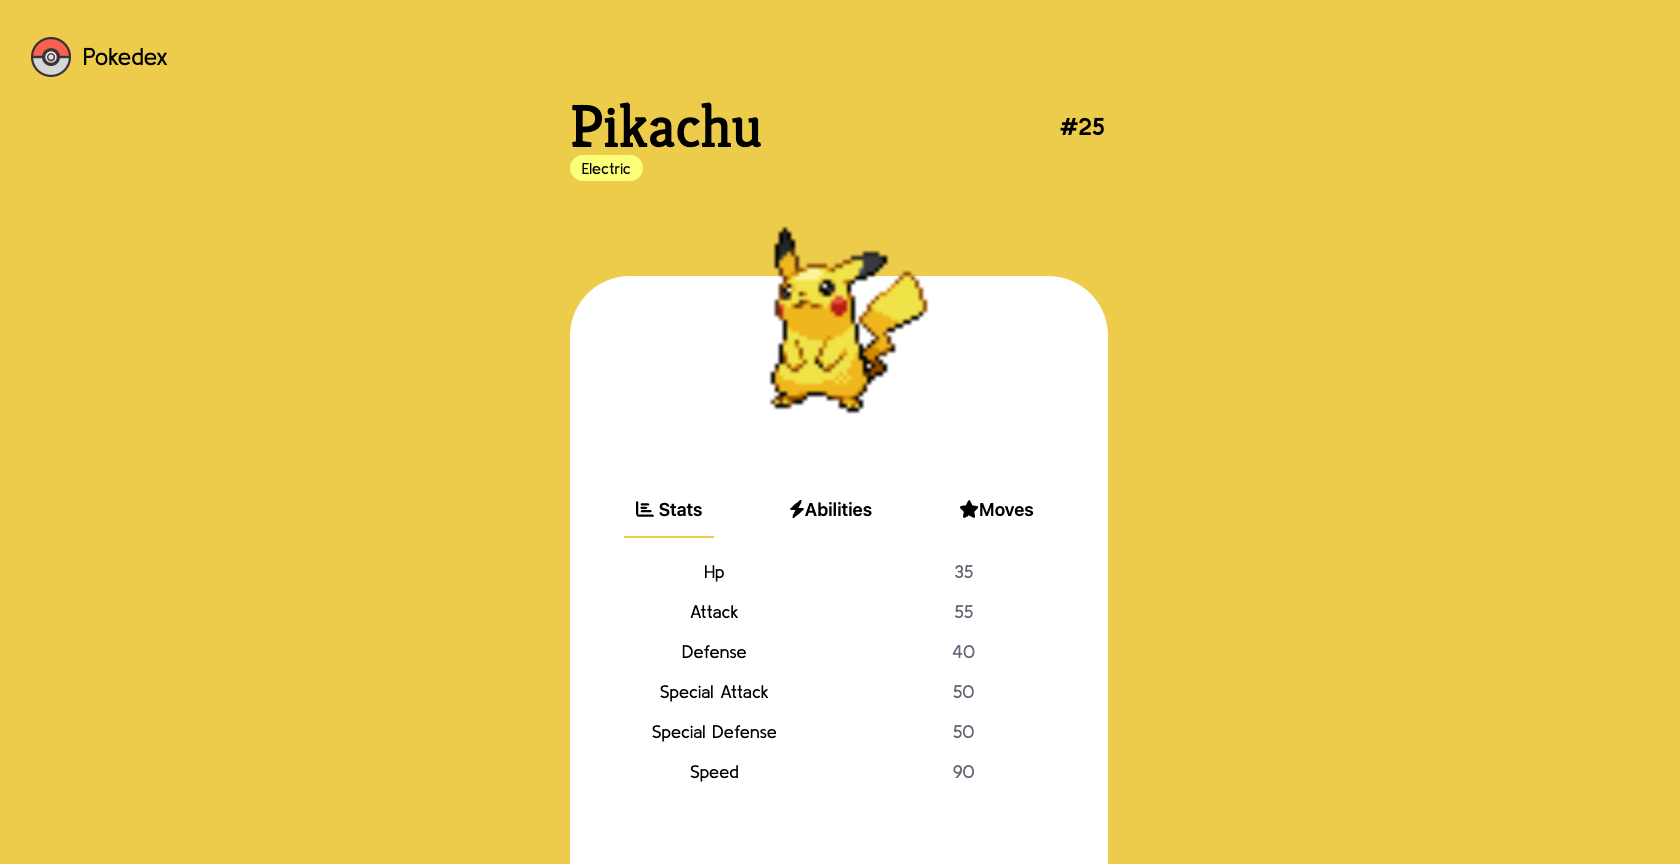 Pokedex
Pikachu #25
Electric
Stats Abilities Moves
Hp 35
Attack 55
Defense 40
Special Attack 50
Special Defense 50
Speed 90